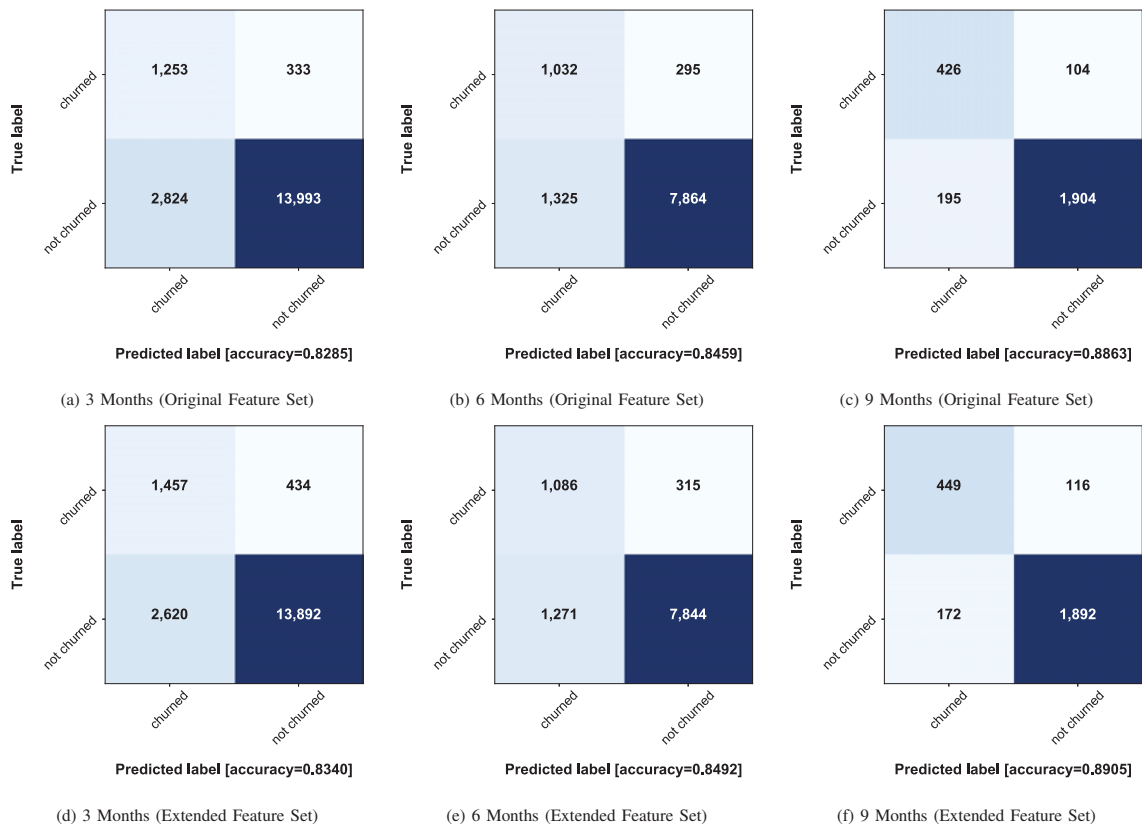 churned
1,253
333
True label
not churned
2,824
13,993
churned
not churned
Predicted label [accuracy=0.8285]
(a) 3 Months (Original Feature Set)
churned
1,032
295
True label
not churned
1,325
7,864
churned
not churned
Predicted label [accuracy=0.8459]
(b) 6 Months (Original Feature Set)
churned
426
104
True label
not churned
195
1,904
churned
not churned
Predicted label [accuracy=0.8863]
(c) 9 Months (Original Feature Set)
churned
1,457
434
True label
not churned
2,620
13,892
churned
not churned
Predicted label [accuracy=0.8340]
(d) 3 Months (Extended Feature Set)
churned
1,086
315
True label
not churned
1,271
7,844
churned
not churned
Predicted label [accuracy=0.8492]
(e) 6 Months (Extended Feature Set)
churned
449
116
True label
not churned
172
1,892
churned
not churned
Predicted label [accuracy=0.8905]
(f) 9 Months (Extended Feature Set)